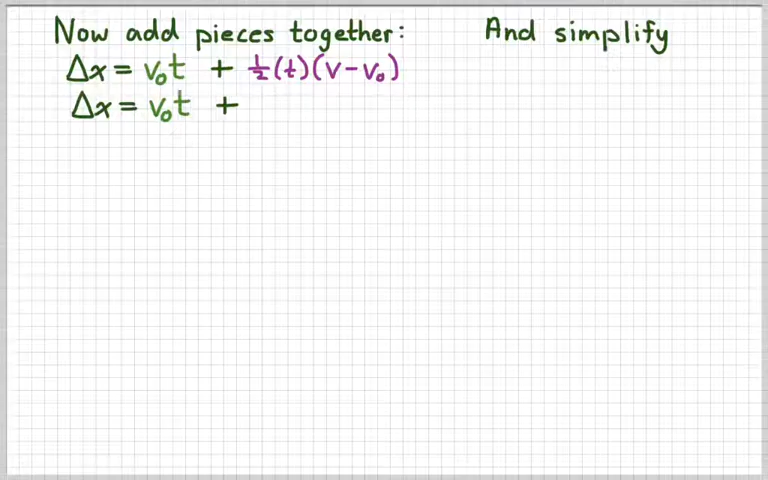 Now add pieces together: And simplify
Δx = v₀t + ½(t)(v − v₀)
Δx = v₀t +